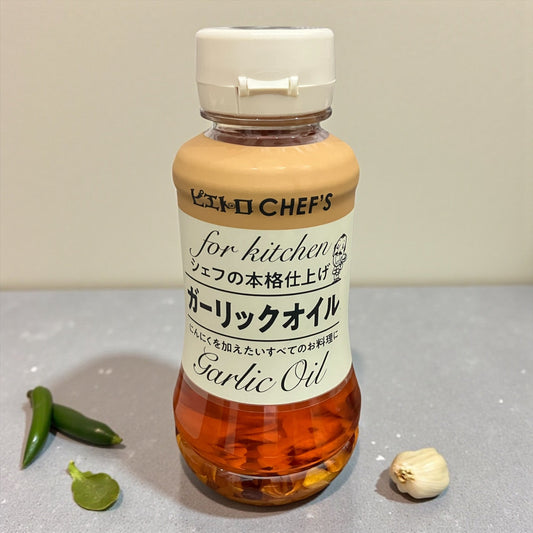 ピエトロ CHEF'S
for kitchen
シェフの本格仕上げ
ガーリックオイル
にんにくを加えたいすべてのお料理に
Garlic Oil